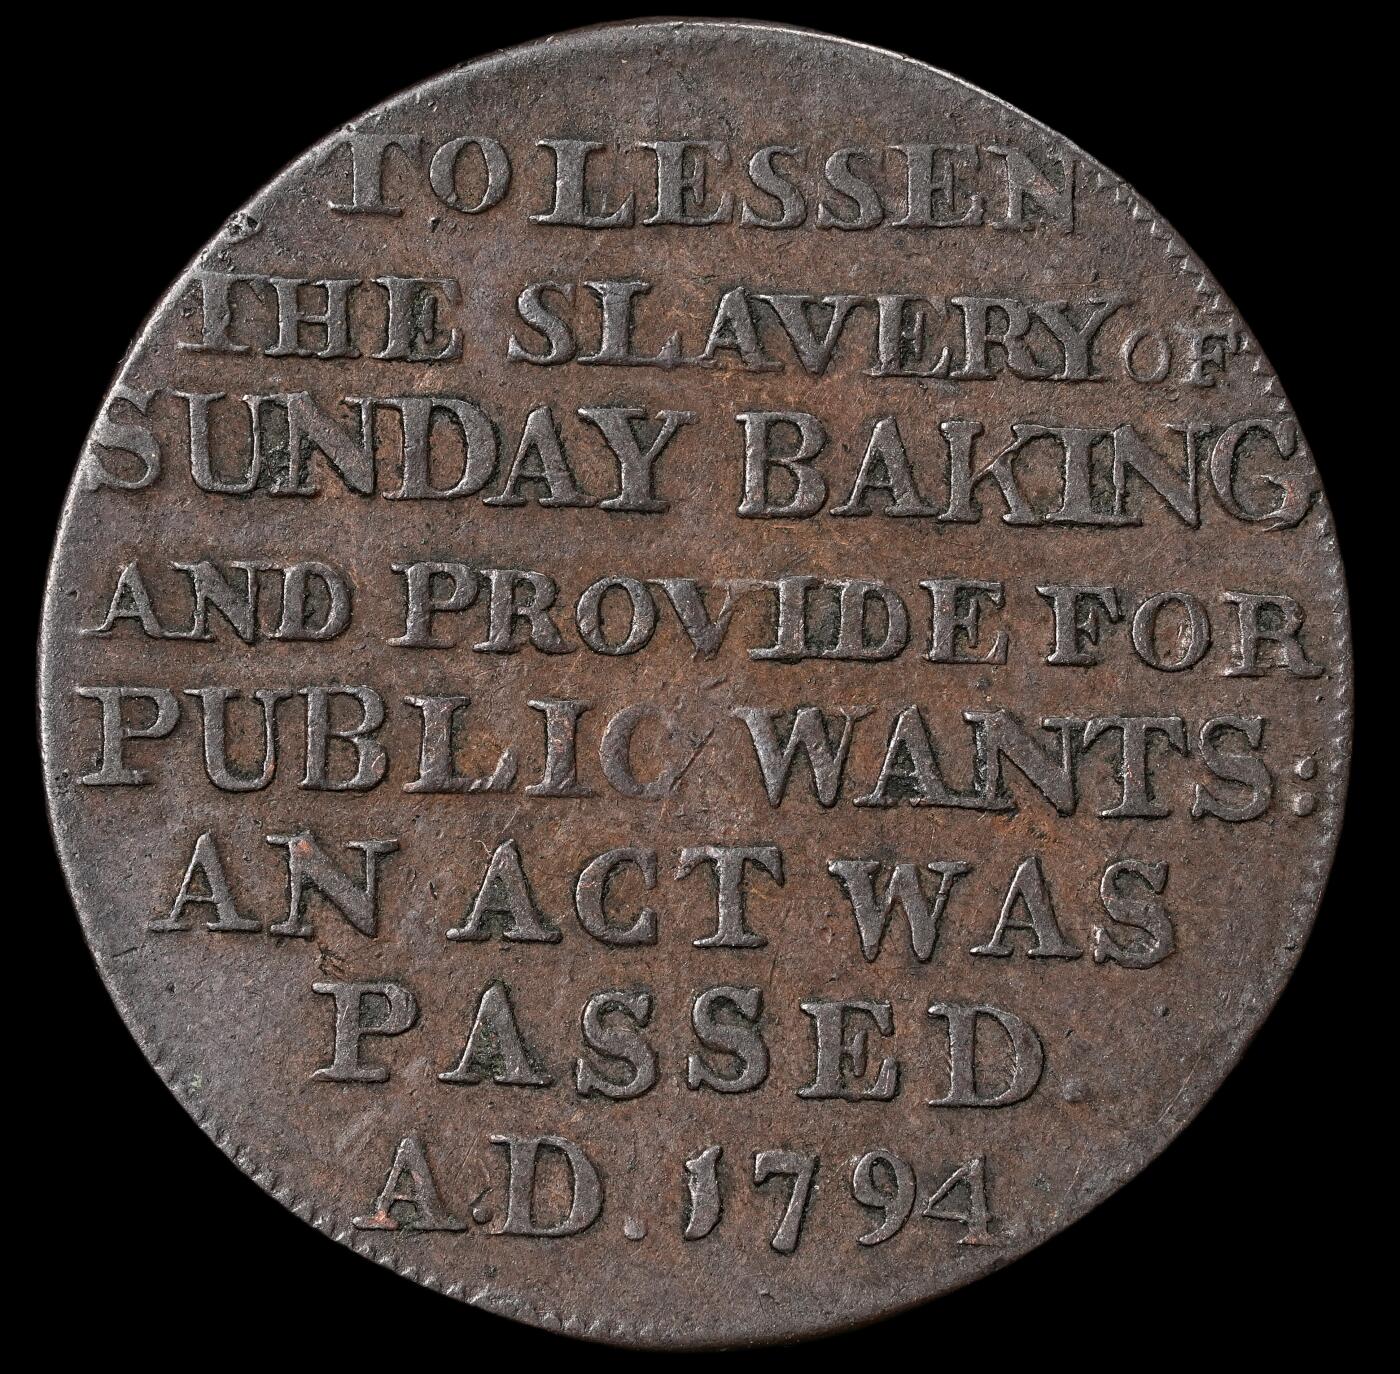 TO LESSEN
THE SLAVERY OF
SUNDAY BAKING
AND PROVIDE FOR
PUBLIC WANTS:
AN ACT WAS
PASSED.
A.D. 1794